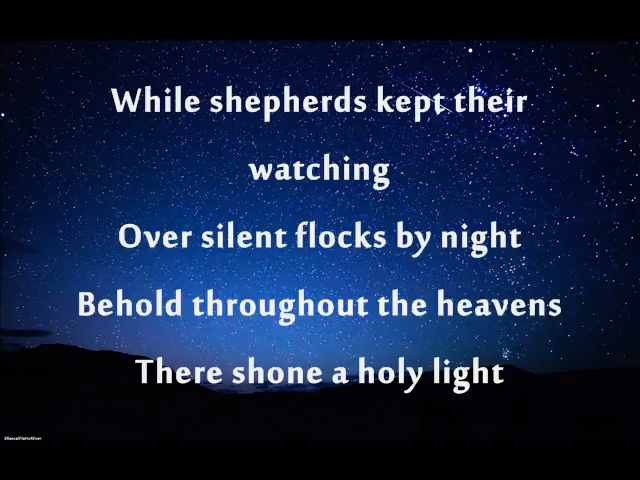 While shepherds kept their
watching
Over silent flocks by night
Behold throughout the heavens
There shone a holy light